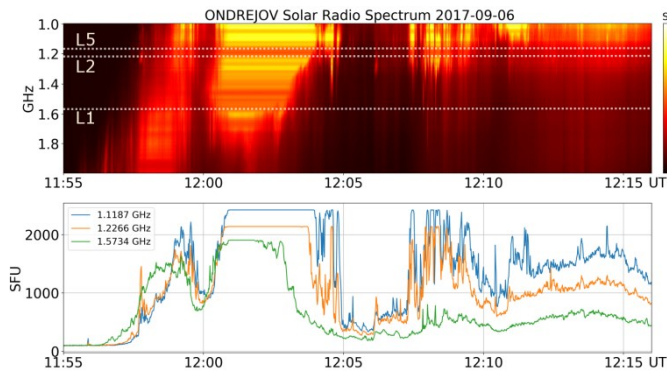 ONDREJOV Solar Radio Spectrum 2017-09-06
1.0
L5
1.2
L2
GHz
1.4
1.6
L1
1.8
11:55 12:00 12:05 12:10 12:15 UT
1.1187 GHz
1.2266 GHz
1.5734 GHz
2000
SFU
1000
0
11:55 12:00 12:05 12:10 12:15 UT